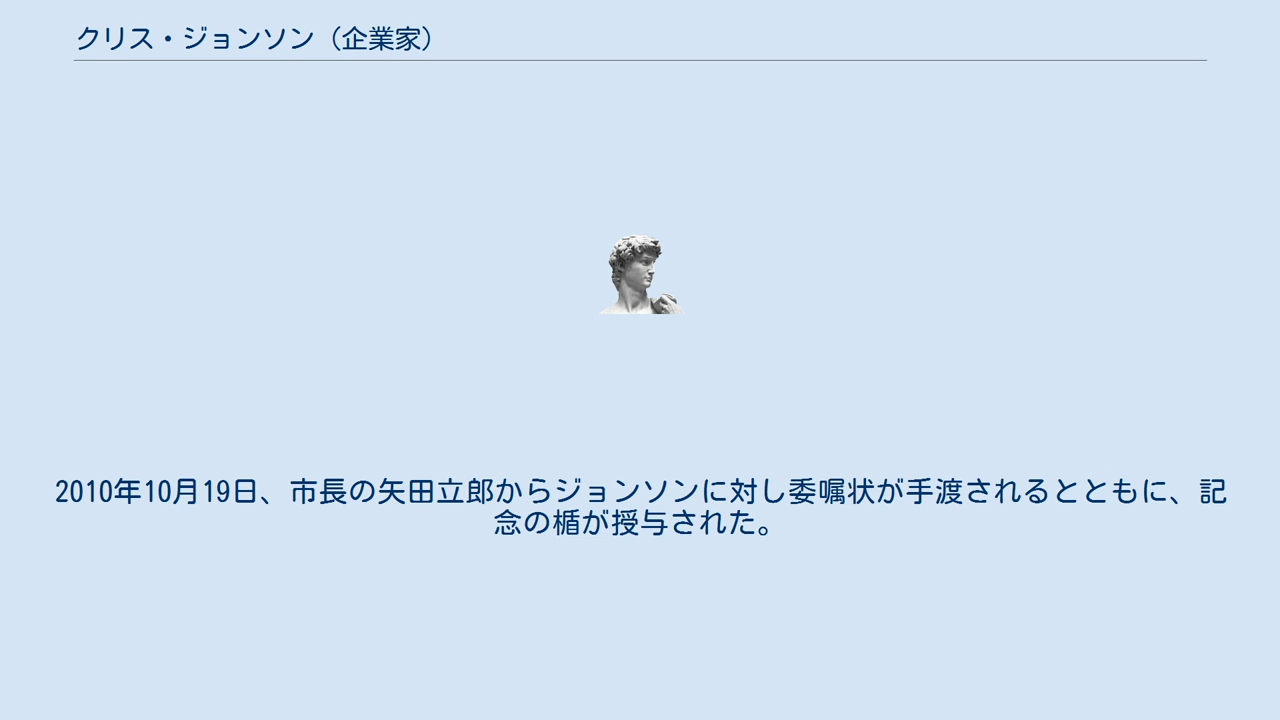 クリス・ジョンソン（企業家）
2010年10月19日、市長の矢田立郎からジョンソンに対し委嘱状が手渡されるとともに、記
念の楯が授与された。